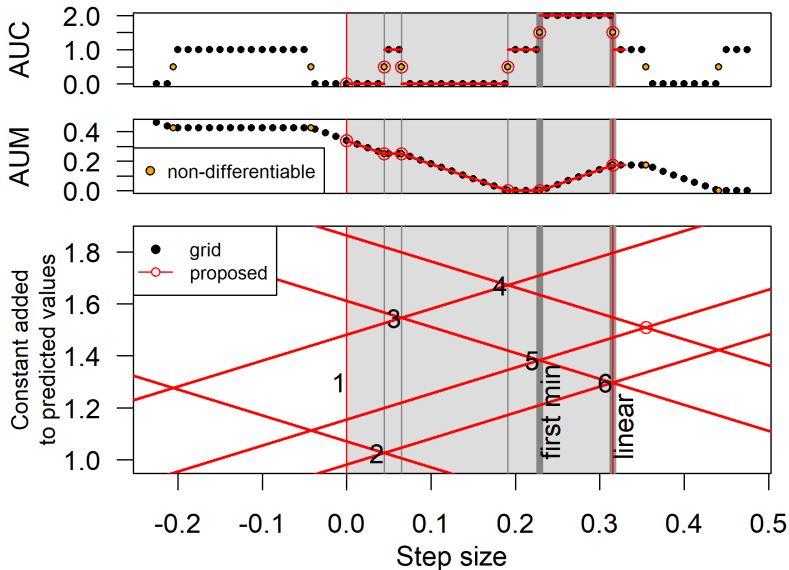 AUC
2.0
1.0
0.0
AUM
0.4
0.2
0.0
non-differentiable
Constant added
to predicted values
1.8
1.6
1.4
1.2
1.0
grid
proposed
1
2
3
4
5
6
first min
linear
-0.2
-0.1
0.0
0.1
0.2
0.3
0.4
0.5
Step size